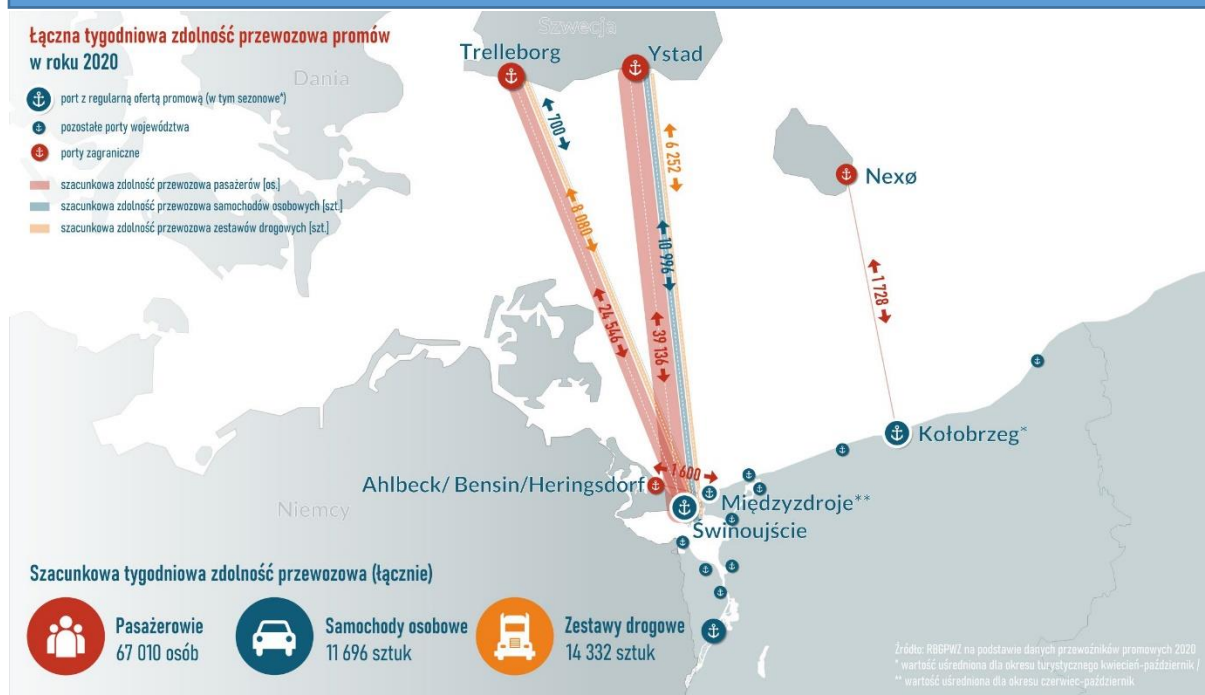 Łączna tygodniowa zdolność przewozowa promów
w roku 2020
port z regularną ofertą promową (w tym sezonowe*)
pozostałe porty województwa
porty zagraniczne
szacunkowa zdolność przewozowa pasażerów [os.]
szacunkowa zdolność przewozowa samochodów osobowych [szt.]
szacunkowa zdolność przewozowa zestawów drogowych [szt.]
Szwecja
Trelleborg
Ystad
Dania
700
6 252
Nexø
8 080
10 996
1 728
24 546
39 136
Kołobrzeg*
1 600
Ahlbeck/ Bensin/Heringsdorf
Międzyzdroje**
Niemcy
Świnoujście
Szacunkowa tygodniowa zdolność przewozowa (łącznie)
Pasażerowie
67 010 osób
Samochody osobowe
11 696 sztuk
Zestawy drogowe
14 332 sztuk
Źródło: RBGPWZ na podstawie danych przewoźników promowych 2020
* wartość uśredniona dla okresu turystycznego kwiecień-październik /
** wartość uśredniona dla okresu czerwiec-październik